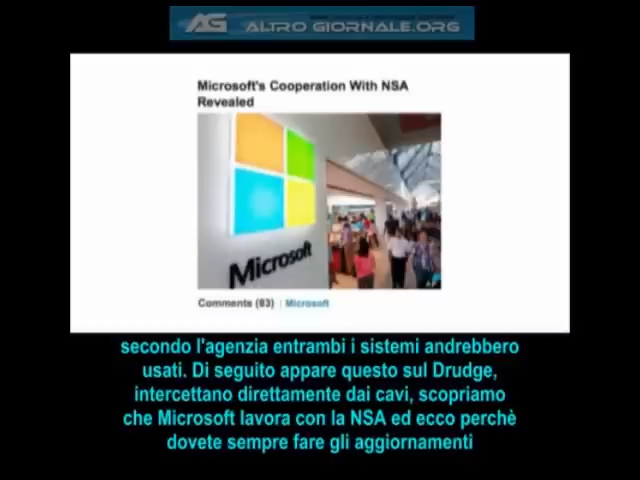 AG ALTRO GIORNALE.ORG
Microsoft's Cooperation With NSA
Revealed
Microsoft
Comments (93) | Microsoft
secondo l'agenzia entrambi i sistemi andrebbero
usati. Di seguito appare questo sul Drudge,
intercettano direttamente dai cavi, scopriamo
che Microsoft lavora con la NSA ed ecco perchè
dovete sempre fare gli aggiornamenti